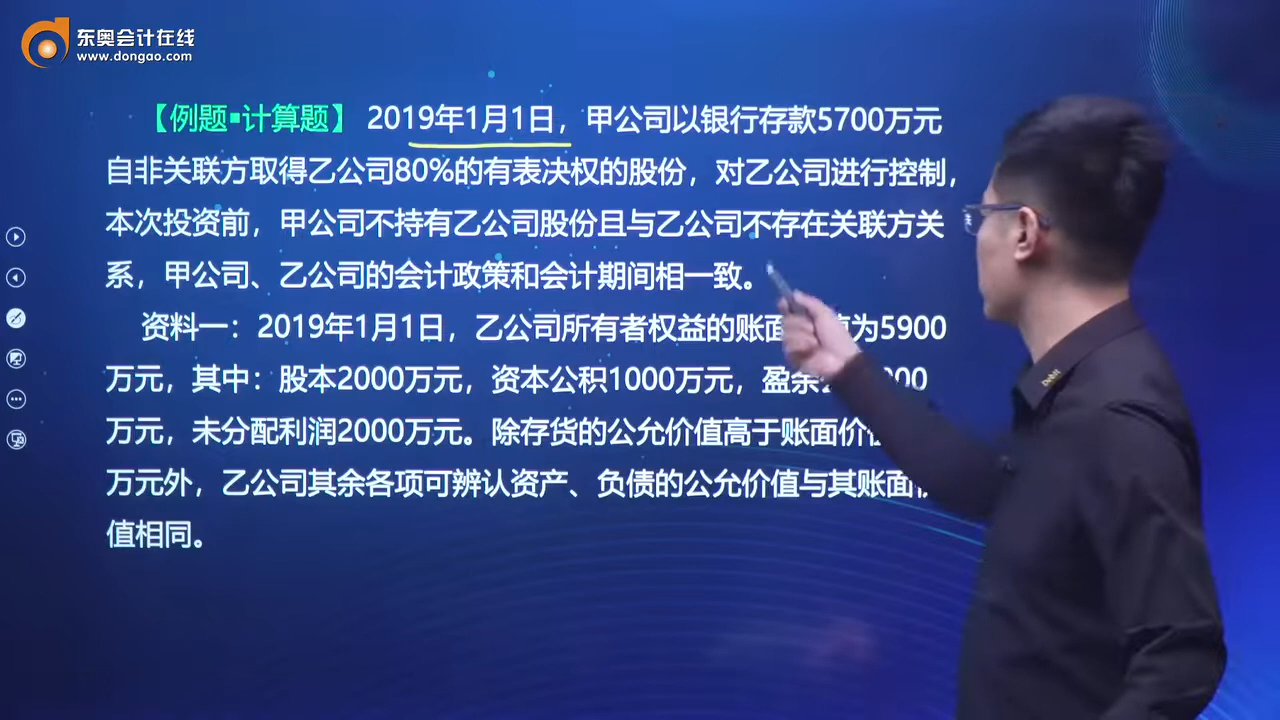 东奥会计在线
www.dongao.com
【例题▪计算题】 2019年1月1日，甲公司以银行存款5700万元
自非关联方取得乙公司80%的有表决权的股份，对乙公司进行控制，
本次投资前，甲公司不持有乙公司股份且与乙公司不存在关联方关
系，甲公司、乙公司的会计政策和会计期间相一致。
资料一：2019年1月1日，乙公司所有者权益的账面 值为5900
万元，其中：股本2000万元，资本公积1000万元，盈余 00
万元，未分配利润2000万元。除存货的公允价值高于账面价
万元外，乙公司其余各项可辨认资产、负债的公允价值与其账面
值相同。
Debit